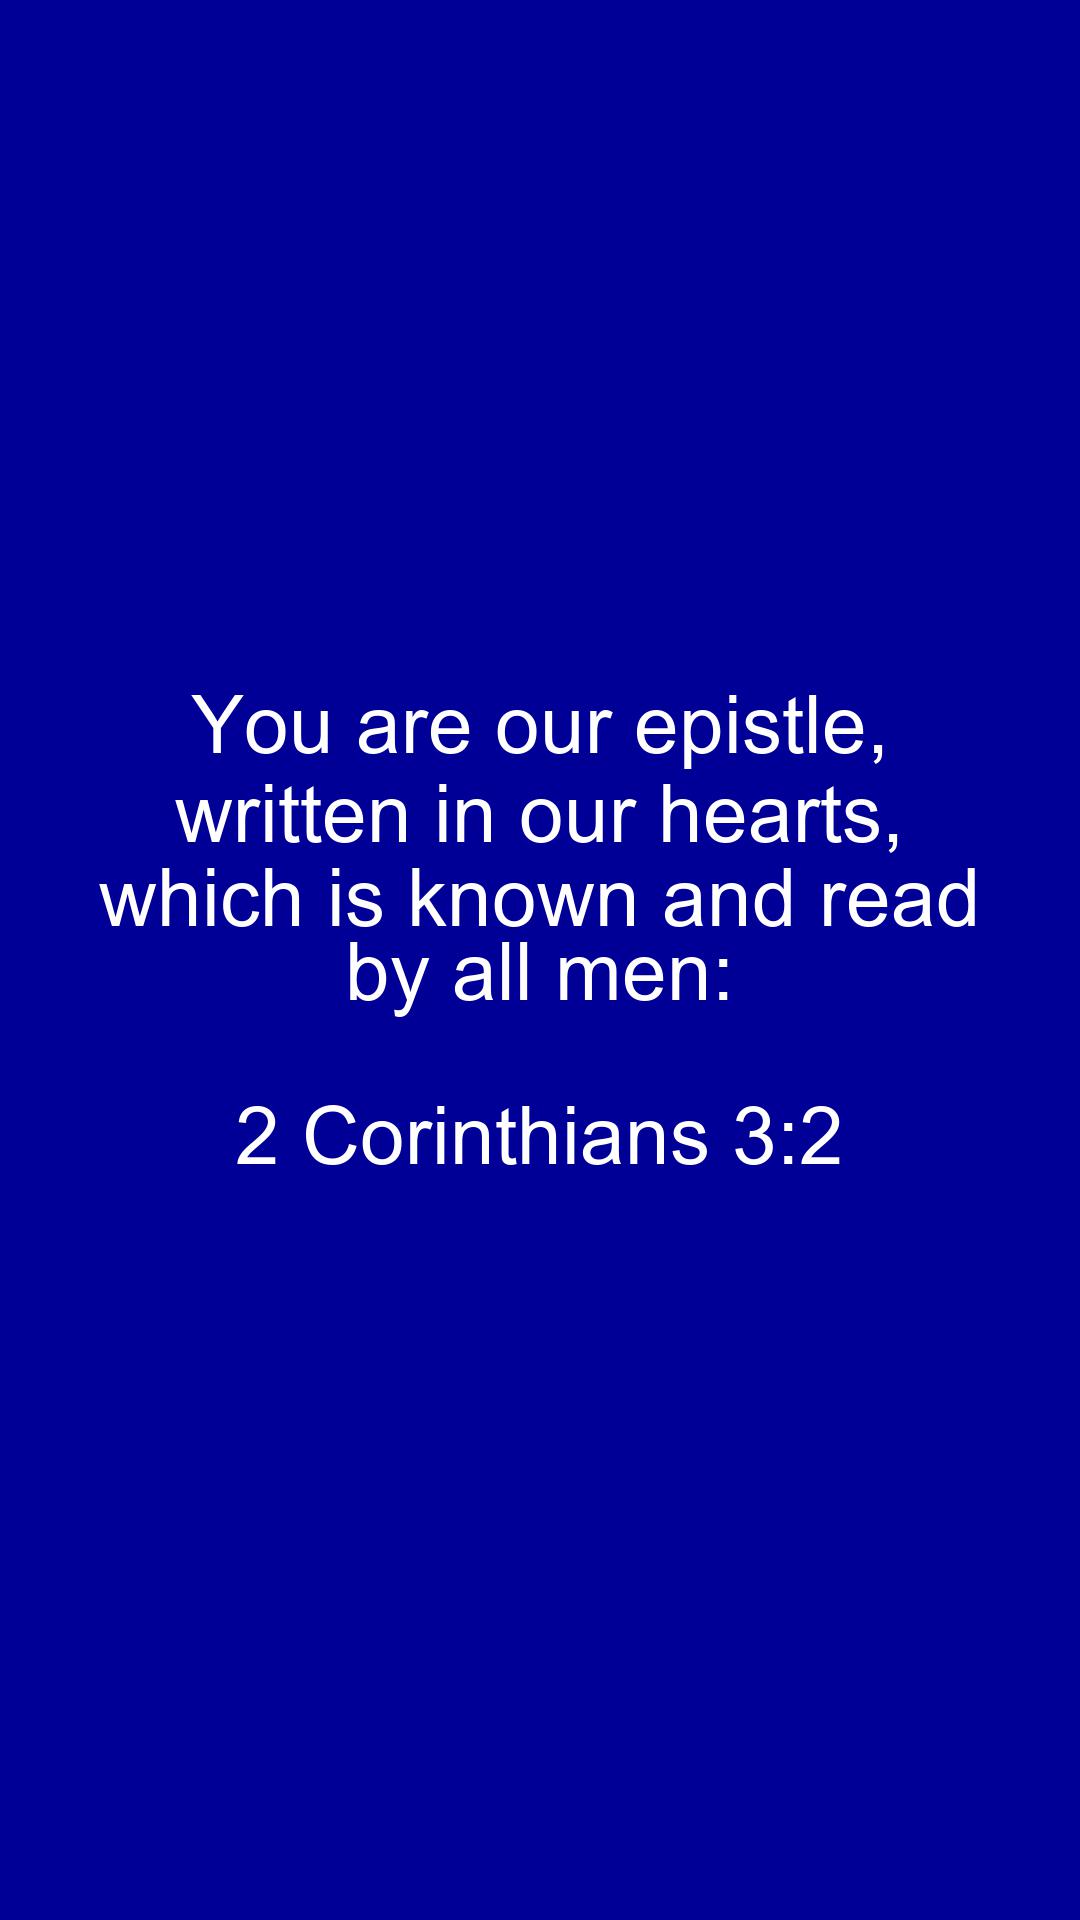 You are our epistle,
written in our hearts,
which is known and read
by all men:
2 Corinthians 3:2